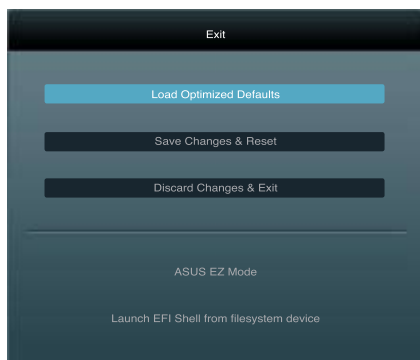 Exit
Load Optimized Defaults
Save Changes & Reset
Discard Changes & Exit
ASUS EZ Mode
Launch EFI Shell from filesystem device